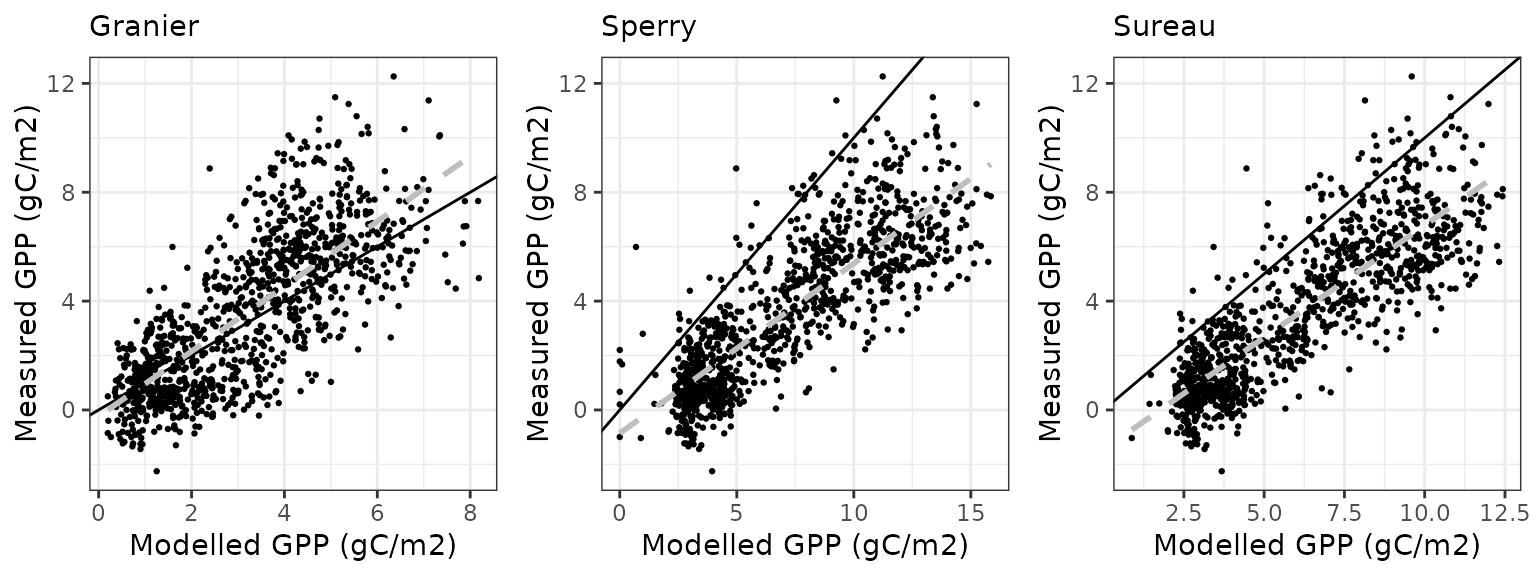 Granier
Measured GPP (gC/m2)
12
8
4
0
0 2 4 6 8
Modelled GPP (gC/m2)
Sperry
Measured GPP (gC/m2)
12
8
4
0
0 5 10 15
Modelled GPP (gC/m2)
Sureau
Measured GPP (gC/m2)
12
8
4
0
2.5 5.0 7.5 10.0 12.5
Modelled GPP (gC/m2)